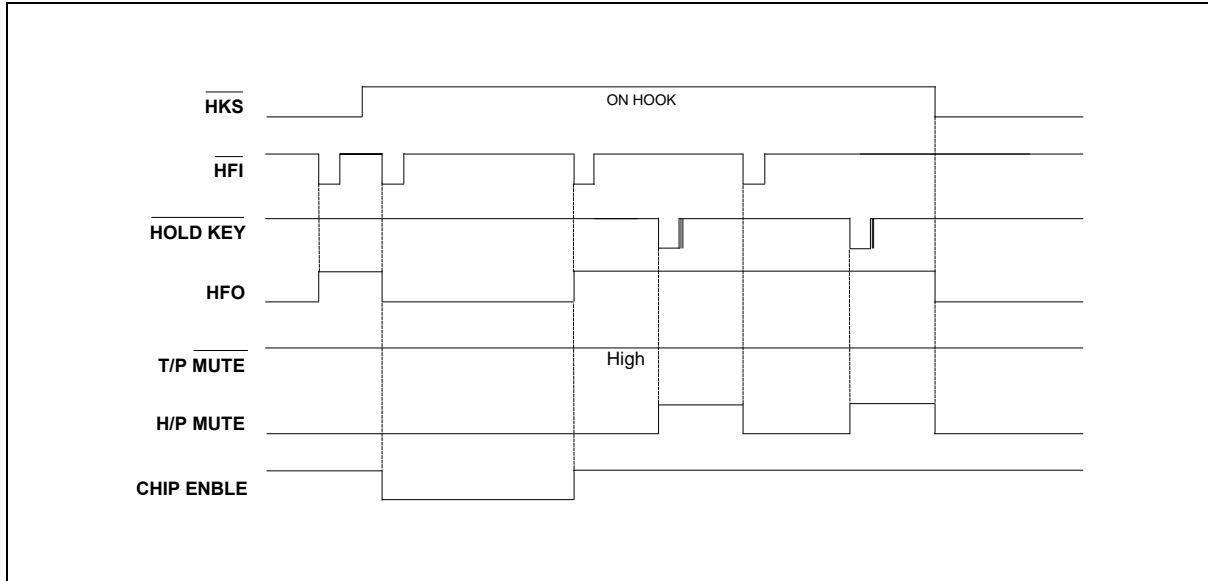 HKS
ON HOOK
HFI
HOLD KEY
HFO
T/P MUTE
High
H/P MUTE
CHIP ENBLE